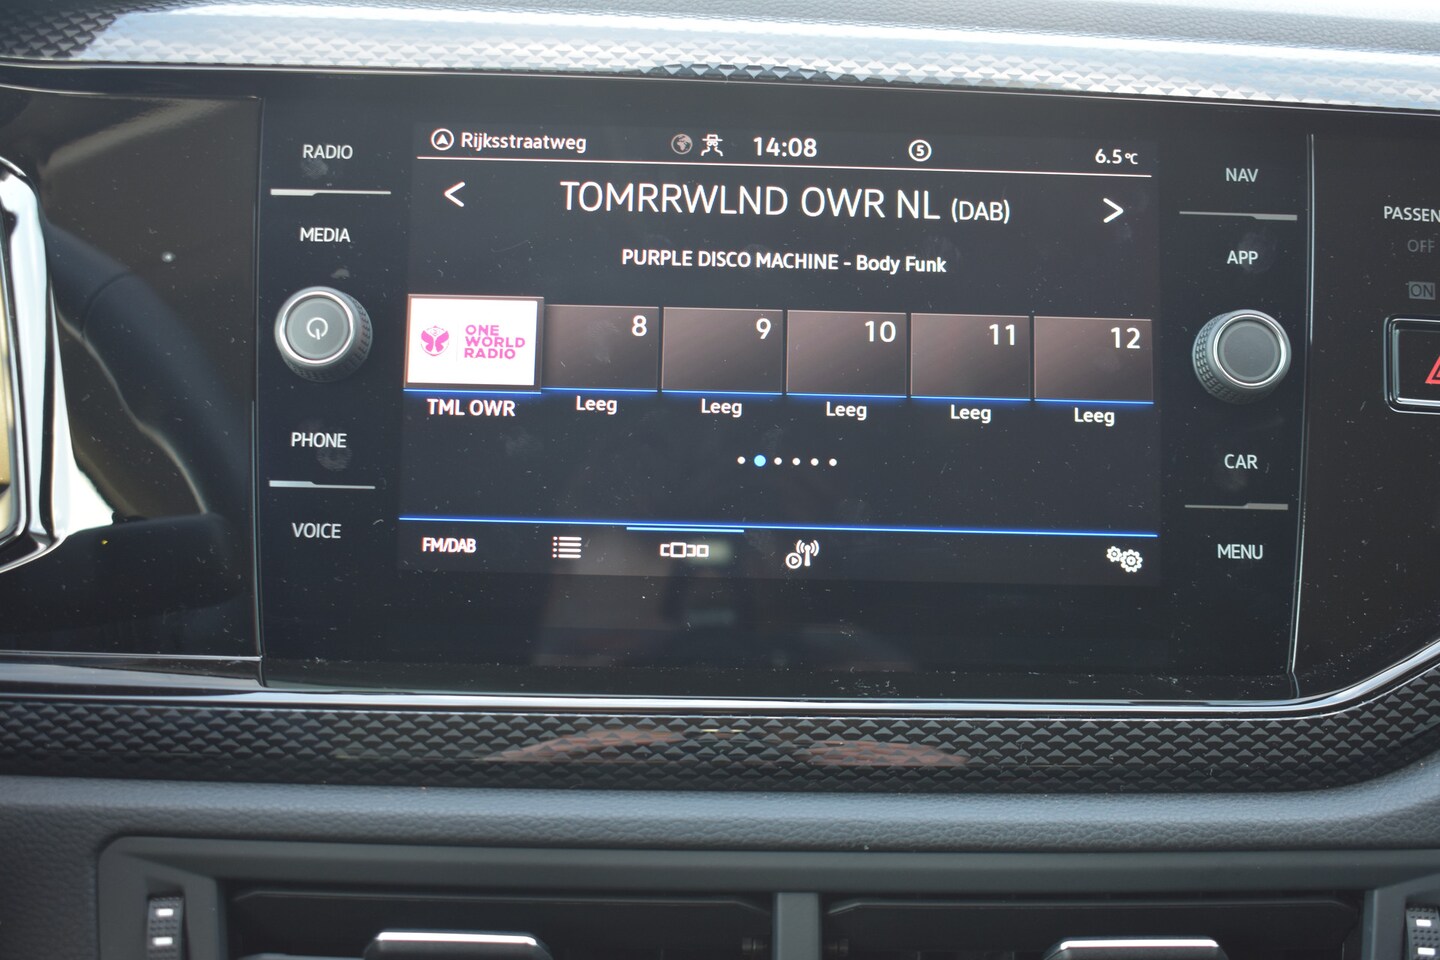 RADIO
MEDIA
PHONE
VOICE
Rijksstraatweg 14:08 5 6.5°C
< TOMRRWLND OWR NL (DAB) >
PURPLE DISCO MACHINE - Body Funk
ONE
WORLD
RADIO
8 9 10 11 12
TML OWR Leeg Leeg Leeg Leeg Leeg
FM/DAB
NAV
APP
CAR
MENU
PASSEN
OFF
ON